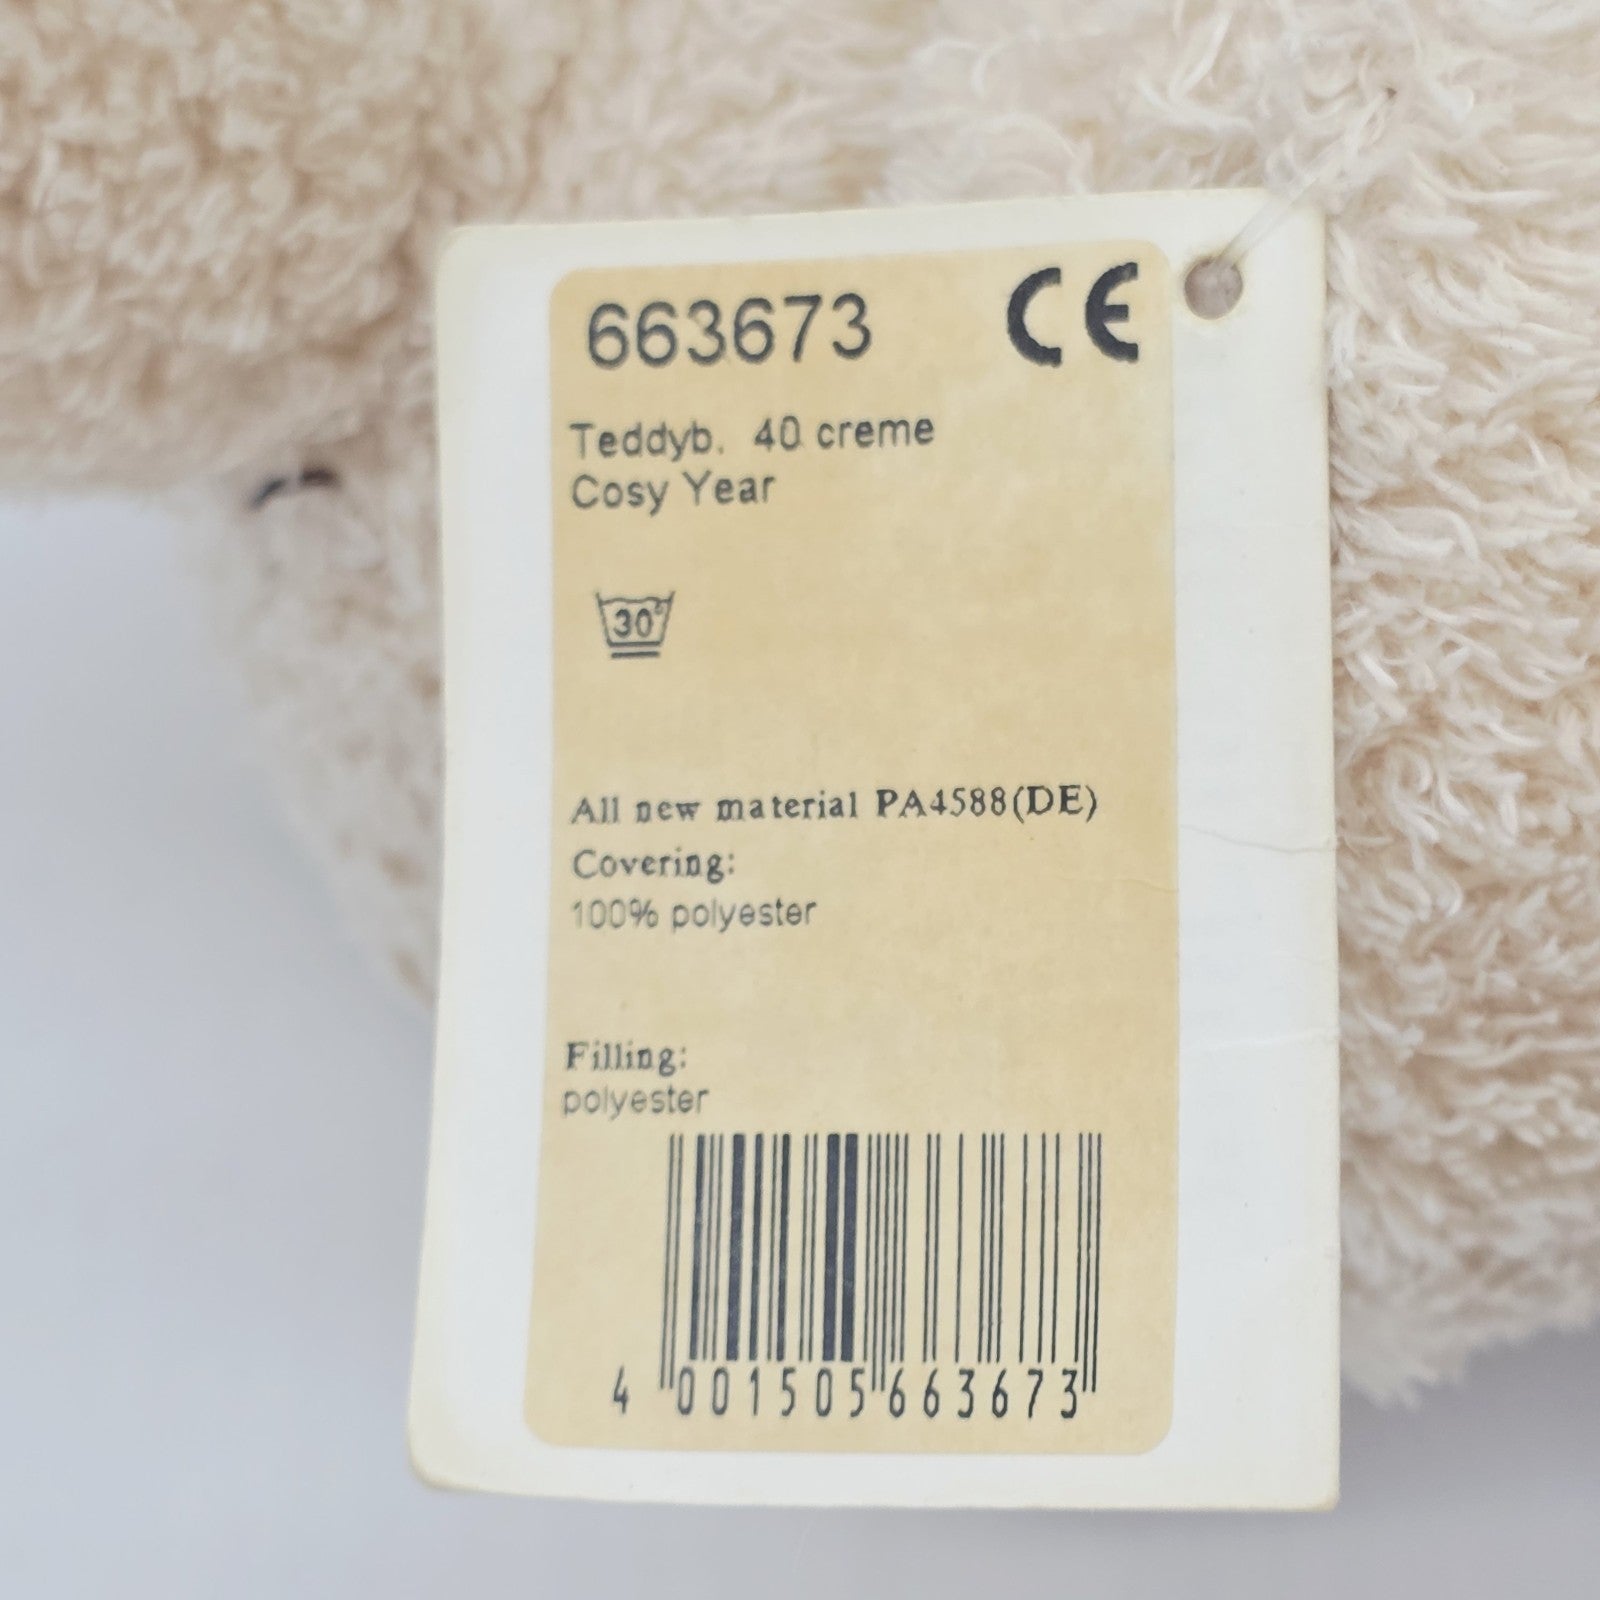 663673 CE
Teddyb. 40 creme
Cosy Year
30°
All new material PA4588(DE)
Covering:
100% polyester
Filling:
polyester
4 001505 663673